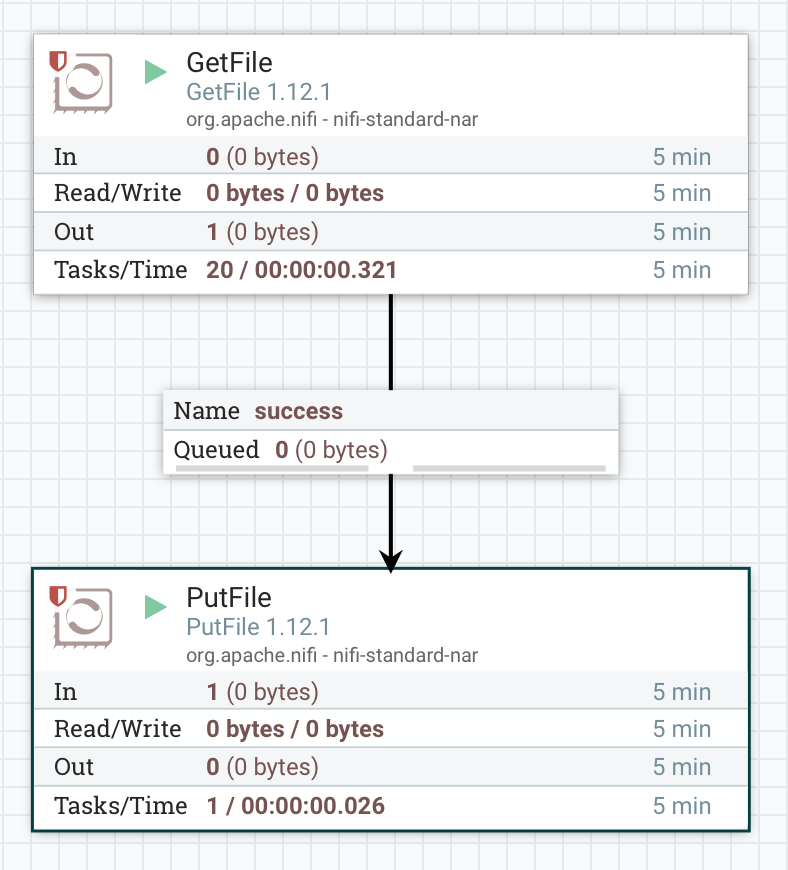 GetFile
GetFile 1.12.1
org.apache.nifi - nifi-standard-nar
In 0 (0 bytes) 5 min
Read/Write 0 bytes / 0 bytes 5 min
Out 1 (0 bytes) 5 min
Tasks/Time 20 / 00:00:00.321 5 min
Name success
Queued 0 (0 bytes)
PutFile
PutFile 1.12.1
org.apache.nifi - nifi-standard-nar
In 1 (0 bytes) 5 min
Read/Write 0 bytes / 0 bytes 5 min
Out 0 (0 bytes) 5 min
Tasks/Time 1 / 00:00:00.026 5 min